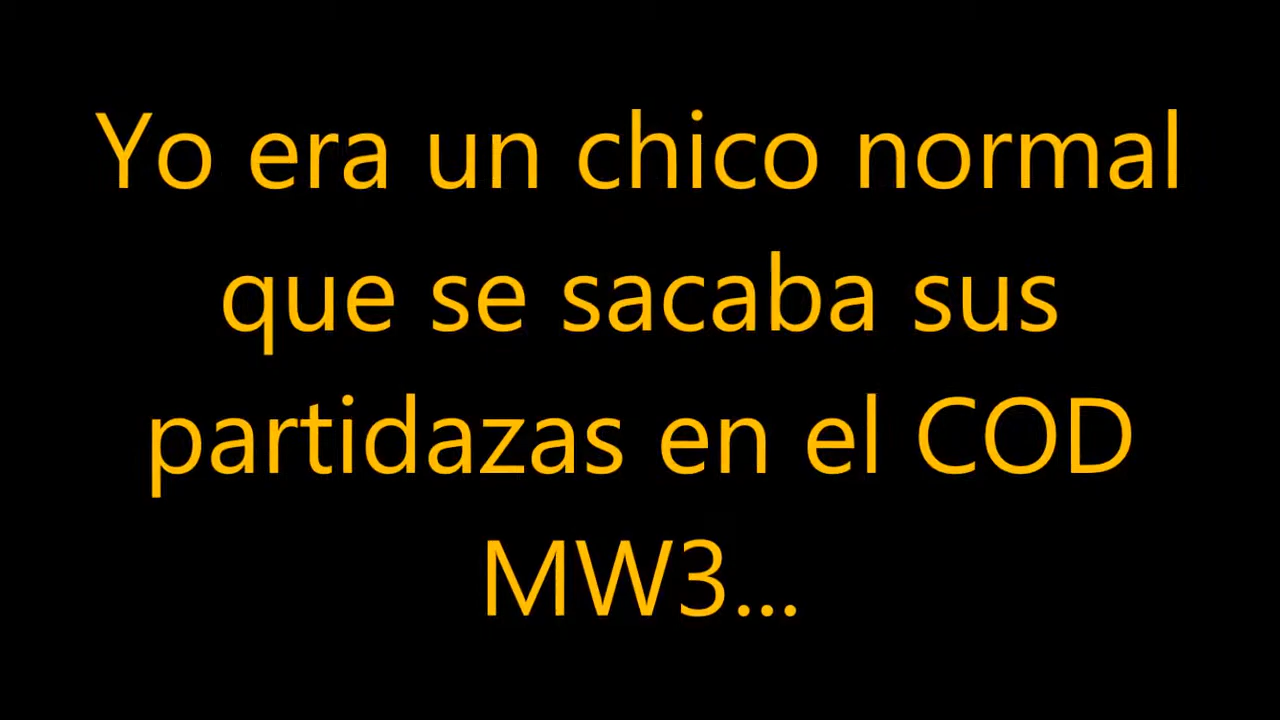 Yo era un chico normal
que se sacaba sus
partidazas en el COD
MW3...